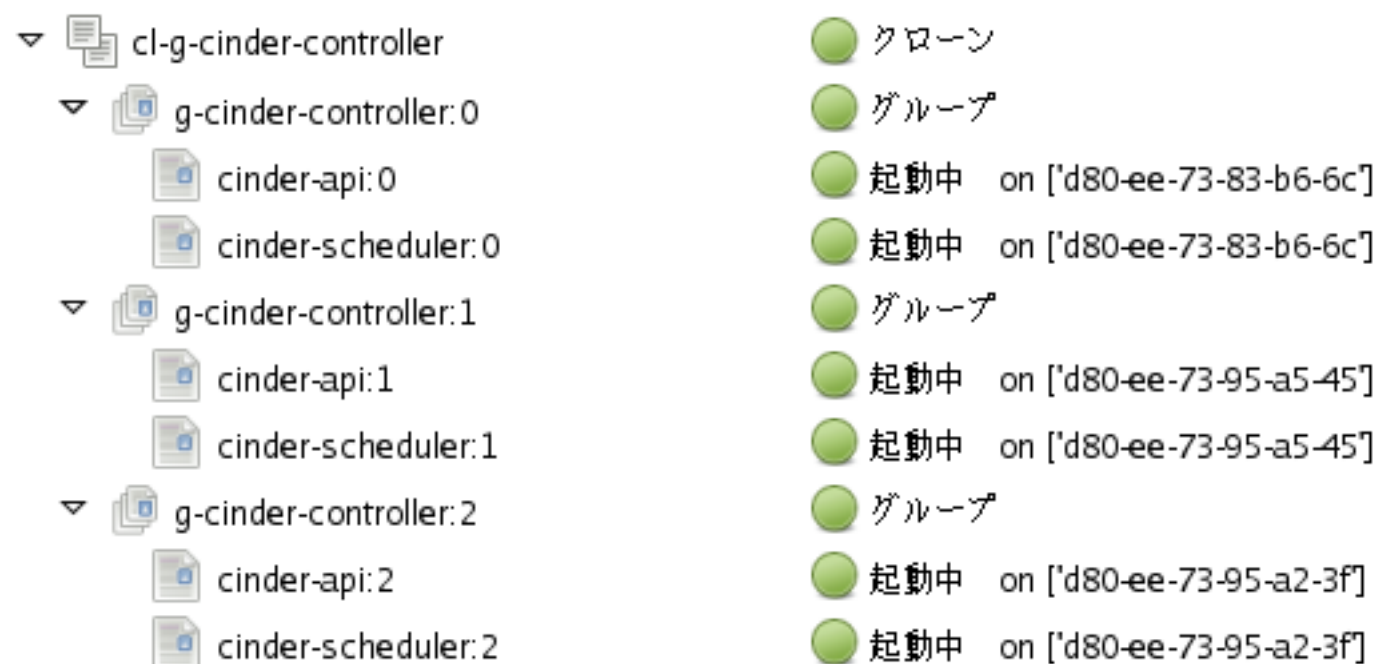 cl-g-cinder-controller クローン
g-cinder-controller:0 グループ
cinder-api:0 起動中 on ['d80-ee-73-83-b6-6c']
cinder-scheduler:0 起動中 on ['d80-ee-73-83-b6-6c']
g-cinder-controller:1 グループ
cinder-api:1 起動中 on ['d80-ee-73-95-a5-45']
cinder-scheduler:1 起動中 on ['d80-ee-73-95-a5-45']
g-cinder-controller:2 グループ
cinder-api:2 起動中 on ['d80-ee-73-95-a2-3f']
cinder-scheduler:2 起動中 on ['d80-ee-73-95-a2-3f']